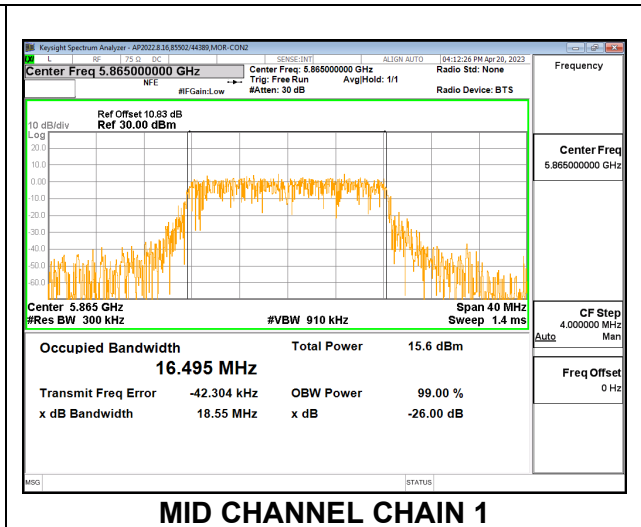 Keysight Spectrum Analyzer - AP2022.8.16,85502/44389,MOR-CON2
LXI L RF 75 Ω DC SENSE:INT ALIGN AUTO 04:12:26 PM Apr 20, 2023
Center Freq 5.865000000 GHz Center Freq: 5.865000000 GHz Radio Std: None Frequency
NFE Trig: Free Run Avg|Hold: 1/1
#IFGain:Low #Atten: 30 dB Radio Device: BTS
Ref Offset 10.83 dB
10 dB/div Ref 30.00 dBm
Log
20.0
10.0
0.00
-10.0
-20.0
-30.0
-40.0
-50.0
-60.0
Center Freq
5.865000000 GHz
Center 5.865 GHz Span 40 MHz
#Res BW 300 kHz #VBW 910 kHz Sweep 1.4 ms
CF Step
4.000000 MHz
Auto Man
Occupied Bandwidth Total Power 15.6 dBm
16.495 MHz
Freq Offset
0 Hz
Transmit Freq Error -42.304 kHz OBW Power 99.00 %
x dB Bandwidth 18.55 MHz x dB -26.00 dB
MSG STATUS
MID CHANNEL CHAIN 1